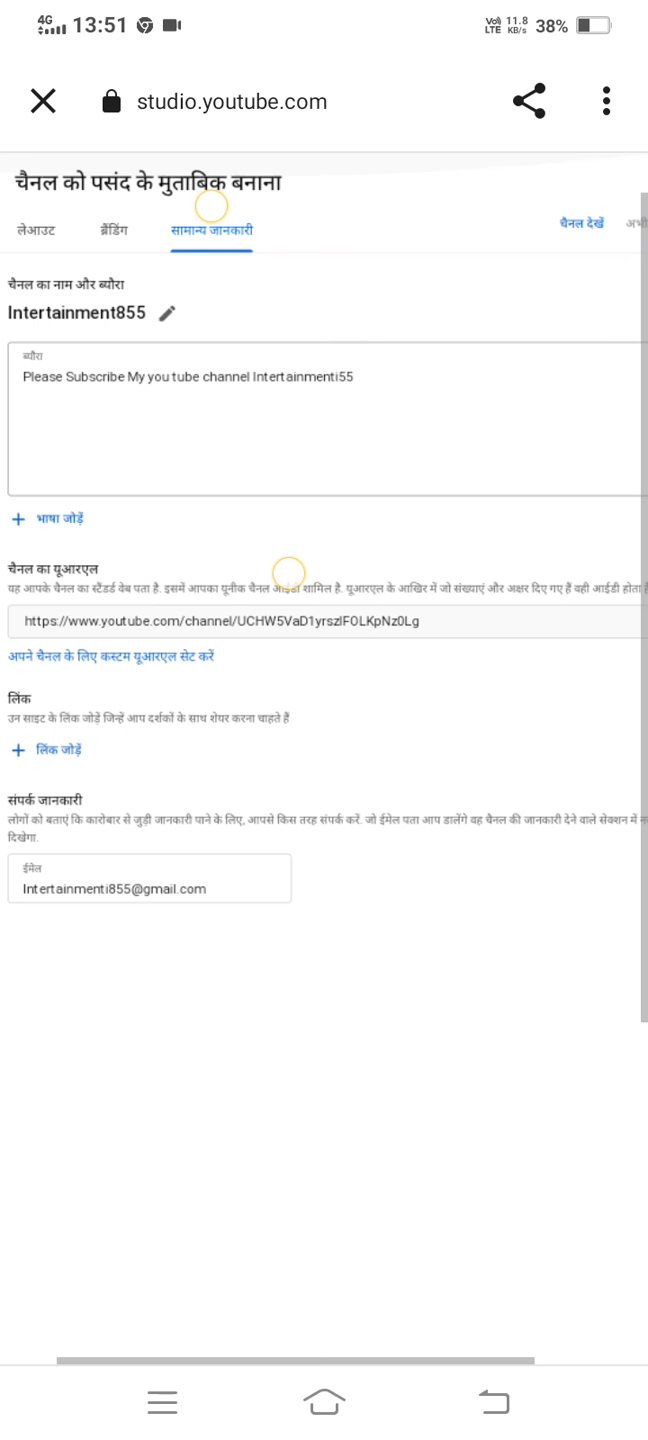 4G 13:51 Vo) LTE 11.8 KB/s 38%
studio.youtube.com
चैनल को पसंद के मुताबिक बनाना
लेआउट ब्रैंडिंग सामान्य जानकारी चैनल देखें अभी
चैनल का नाम और ब्यौरा
Intertainment855
ब्यौरा
Please Subscribe My you tube channel Intertainmenti55
+ भाषा जोड़ें
चैनल का यूआरएल
यह आपके चैनल का स्टैंडर्ड वेब पता है. इसमें आपका यूनीक चैनल आईडी शामिल है. यूआरएल के आखिर में जो संख्याएं और अक्षर दिए गए हैं वही आईडी होता
https://www.youtube.com/channel/UCHW5VaD1yrszIFOLKpNz0Lg
अपने चैनल के लिए कस्टम यूआरएल सेट करें
लिंक
उन साइट के लिंक जोड़ें जिन्हें आप दर्शकों के साथ शेयर करना चाहते हैं
+ लिंक जोड़ें
संपर्क जानकारी
लोगों को बताएं कि कारोबार से जुड़ी जानकारी पाने के लिए, आपसे किस तरह संपर्क करें. जो ईमेल पता आप डालेंगे वह चैनल की जानकारी देने वाले सेक्शन में
दिखेगा.
ईमेल
Intertainmenti855@gmail.com